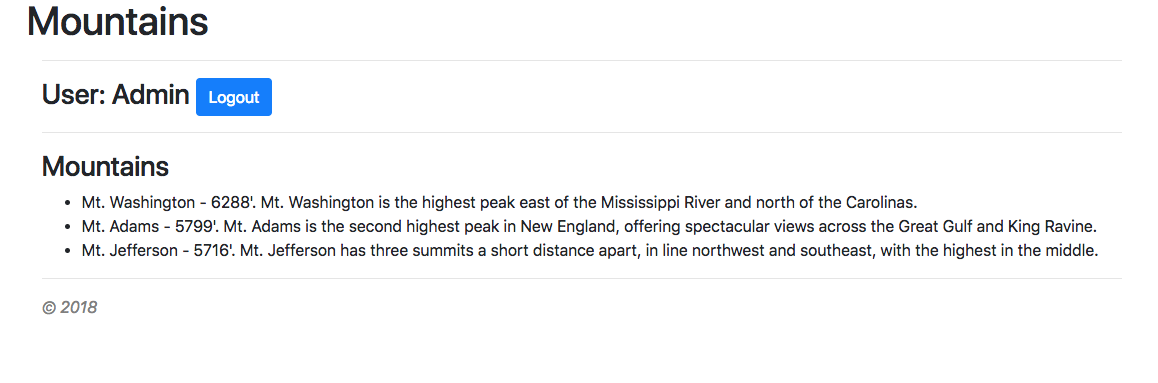 Mountains
User: Admin Logout
Mountains
• Mt. Washington - 6288'. Mt. Washington is the highest peak east of the Mississippi River and north of the Carolinas.
• Mt. Adams - 5799'. Mt. Adams is the second highest peak in New England, offering spectacular views across the Great Gulf and King Ravine.
• Mt. Jefferson - 5716'. Mt. Jefferson has three summits a short distance apart, in line northwest and southeast, with the highest in the middle.
© 2018